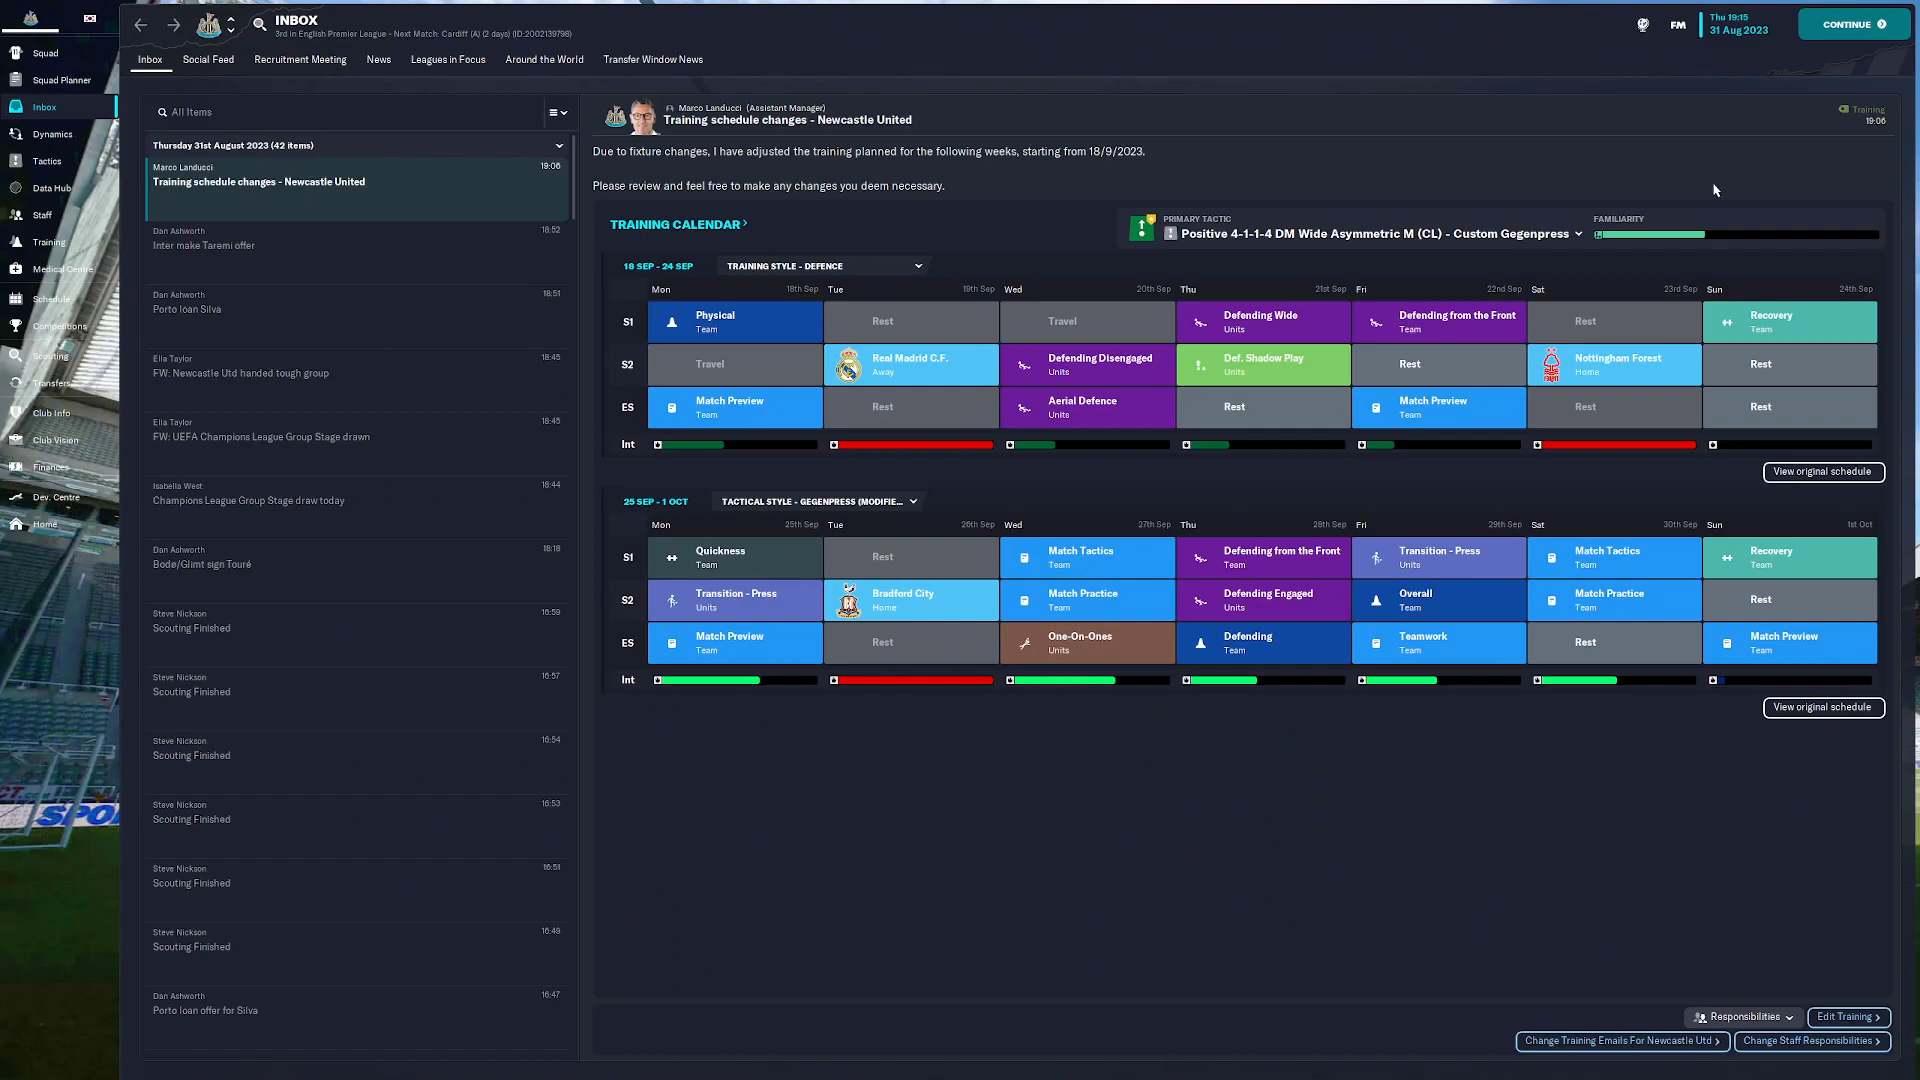 INBOX
3rd in English Premier League - Next Match: Cardiff (A) (2 days) (ID:2002139798)
FM
Thu 19:15
31 Aug 2023
CONTINUE
Inbox Social Feed Recruitment Meeting News Leagues in Focus Around the World Transfer Window News
Squad
Squad Planner
Inbox
Dynamics
Tactics
Data Hub
Staff
Training
Medical Centre
Schedule
Competitions
Scouting
Transfers
Club Info
Club Vision
Finances
Dev. Centre
Home
All Items
Thursday 31st August 2023 (42 items)
Marco Landucci 19:06
Training schedule changes - Newcastle United
Dan Ashworth 18:52
Inter make Taremi offer
Dan Ashworth 18:51
Porto loan Silva
Ella Taylor 18:45
FW: Newcastle Utd handed tough group
Ella Taylor 18:45
FW: UEFA Champions League Group Stage drawn
Isabella West 18:44
Champions League Group Stage draw today
Dan Ashworth 18:18
Bodø/Glimt sign Touré
Steve Nickson 16:59
Scouting Finished
Steve Nickson 16:57
Scouting Finished
Steve Nickson 16:54
Scouting Finished
Steve Nickson 16:53
Scouting Finished
Steve Nickson 16:51
Scouting Finished
Steve Nickson 16:49
Scouting Finished
Dan Ashworth 16:47
Porto loan offer for Silva
Marco Landucci (Assistant Manager)
Training schedule changes - Newcastle United
Training
19:06
Due to fixture changes, I have adjusted the training planned for the following weeks, starting from 18/9/2023.
Please review and feel free to make any changes you deem necessary.
TRAINING CALENDAR
PRIMARY TACTIC
Positive 4-1-1-4 DM Wide Asymmetric M (CL) - Custom Gegenpress
FAMILIARITY
18 SEP - 24 SEP TRAINING STYLE - DEFENCE
Mon 18th Sep Tue 19th Sep Wed 20th Sep Thu 21st Sep Fri 22nd Sep Sat 23rd Sep Sun 24th Sep
S1 Physical Team Rest Travel Defending Wide Units Defending from the Front Team Rest Recovery Team
S2 Travel Real Madrid C.F. Away Defending Disengaged Units Def. Shadow Play Units Rest Nottingham Forest Home Rest
ES Match Preview Team Rest Aerial Defence Units Rest Match Preview Team Rest Rest
Int
View original schedule
25 SEP - 1 OCT TACTICAL STYLE - GEGENPRESS (MODIFIE...
Mon 25th Sep Tue 26th Sep Wed 27th Sep Thu 28th Sep Fri 29th Sep Sat 30th Sep Sun 1st Oct
S1 Quickness Team Rest Match Tactics Team Defending from the Front Team Transition - Press Units Match Tactics Team Recovery Team
S2 Transition - Press Units Bradford City Home Match Practice Team Defending Engaged Units Overall Team Match Practice Team Rest
ES Match Preview Team Rest One-On-Ones Units Defending Team Teamwork Team Rest Match Preview Team
Int
View original schedule
Responsibilities Edit Training
Change Training Emails For Newcastle Utd Change Staff Responsibilities